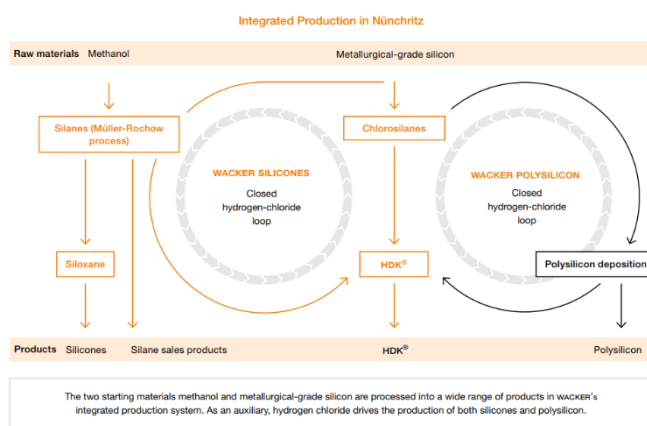 Integrated Production in Nünchritz
Raw materials Methanol Metallurgical-grade silicon
Silanes (Müller-Rochow
process)
Chlorosilanes
WACKER SILICONES
Closed
hydrogen-chloride
loop
WACKER POLYSILICON
Closed
hydrogen-chloride
loop
Siloxane
HDK®
Polysilicon deposition
Products Silicones Silane sales products HDK® Polysilicon
The two starting materials methanol and metallurgical-grade silicon are processed into a wide range of products in WACKER's
integrated production system. As an auxiliary, hydrogen chloride drives the production of both silicones and polysilicon.